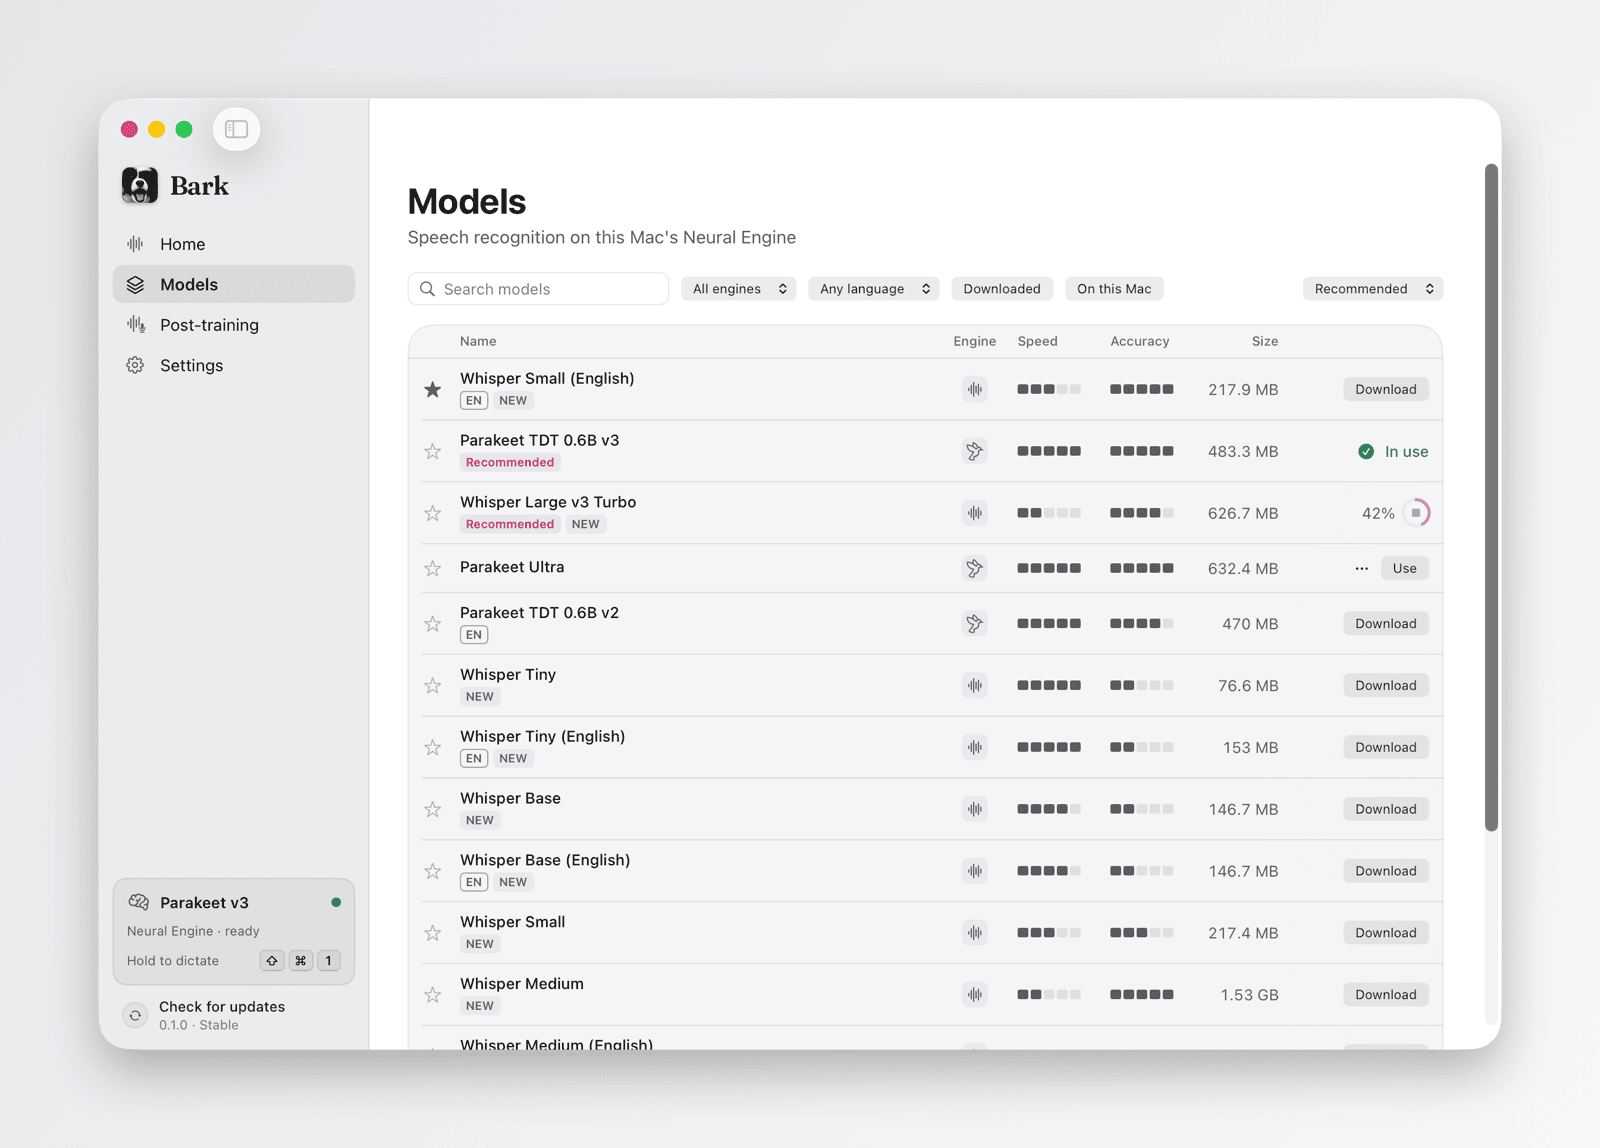 Bark
Home
Models
Post-training
Settings
Parakeet v3
Neural Engine · ready
Hold to dictate ⇧ ⌘ 1
Check for updates
0.1.0 · Stable
Models
Speech recognition on this Mac's Neural Engine
Search models All engines Any language Downloaded On this Mac Recommended
Name Engine Speed Accuracy Size
Whisper Small (English)
EN NEW
217.9 MB Download
Parakeet TDT 0.6B v3
Recommended
483.3 MB In use
Whisper Large v3 Turbo
Recommended NEW
626.7 MB 42%
Parakeet Ultra 632.4 MB ··· Use
Parakeet TDT 0.6B v2
EN
470 MB Download
Whisper Tiny
NEW
76.6 MB Download
Whisper Tiny (English)
EN NEW
153 MB Download
Whisper Base
NEW
146.7 MB Download
Whisper Base (English)
EN NEW
146.7 MB Download
Whisper Small
NEW
217.4 MB Download
Whisper Medium
NEW
1.53 GB Download
Whisper Medium (English)